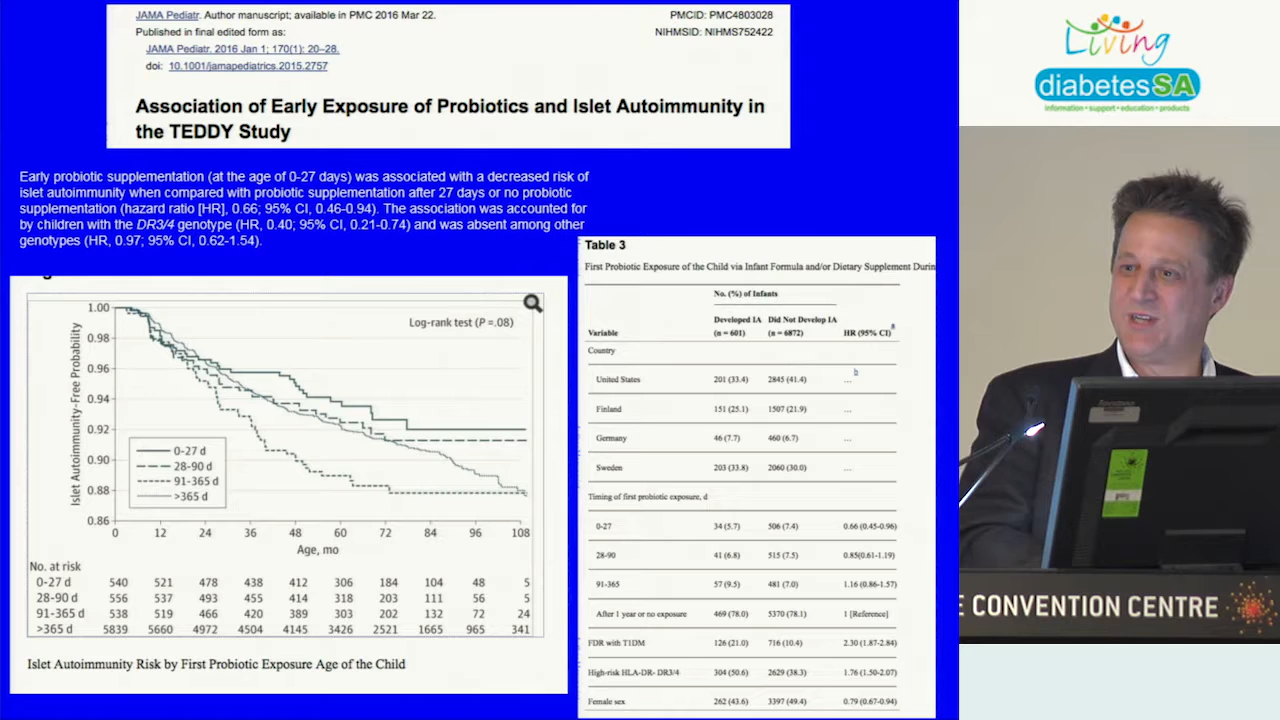 JAMA Pediatr. Author manuscript; available in PMC 2016 Mar 22.
PMCID: PMC4803028
Published in final edited form as:
NIHMSID: NIHMS752422
JAMA Pediatr. 2016 Jan 1; 170(1): 20–28.
doi: 10.1001/jamapediatrics.2015.2757
Association of Early Exposure of Probiotics and Islet Autoimmunity in
the TEDDY Study
Early probiotic supplementation (at the age of 0-27 days) was associated with a decreased risk of
islet autoimmunity when compared with probiotic supplementation after 27 days or no probiotic
supplementation (hazard ratio [HR], 0.66; 95% CI, 0.46-0.94). The association was accounted for
by children with the DR3/4 genotype (HR, 0.40; 95% CI, 0.21-0.74) and was absent among other
genotypes (HR, 0.97; 95% CI, 0.62-1.54).
Islet Autoimmunity-Free Probability
1.00
0.98
0.96
0.94
0.92
0.90
0.88
0.86
Log-rank test (P =.08)
0-27 d
28-90 d
91-365 d
>365 d
0 12 24 36 48 60 72 84 96 108
Age, mo
No. at risk
0-27 d 540 521 478 438 412 306 184 104 48 5
28-90 d 556 537 493 455 414 318 203 111 56 5
91-365 d 538 519 466 420 389 303 202 132 72 24
>365 d 5839 5660 4972 4504 4145 3426 2521 1665 965 341
Islet Autoimmunity Risk by First Probiotic Exposure Age of the Child
Table 3
First Probiotic Exposure of the Child via Infant Formula and/or Dietary Supplement Durin
No. (%) of Infants
Developed IA Did Not Develop IA
Variable (n = 601) (n = 6872) HR (95% CI) a
Country
United States 201 (33.4) 2845 (41.4) … b
Finland 151 (25.1) 1507 (21.9) …
Germany 46 (7.7) 460 (6.7) …
Sweden 203 (33.8) 2060 (30.0) …
Timing of first probiotic exposure, d
0-27 34 (5.7) 506 (7.4) 0.66 (0.45-0.96)
28-90 41 (6.8) 515 (7.5) 0.85(0.61-1.19)
91-365 57 (9.5) 481 (7.0) 1.16 (0.86-1.57)
After 1 year or no exposure 469 (78.0) 5370 (78.1) 1 [Reference]
FDR with T1DM 126 (21.0) 716 (10.4) 2.30 (1.87-2.84)
High-risk HLA-DR- DR3/4 304 (50.6) 2629 (38.3) 1.76 (1.50-2.07)
Female sex 262 (43.6) 3397 (49.4) 0.79 (0.67-0.94)
Living
diabetesSA
information • support • education • products
E CONVENTION CENTRE